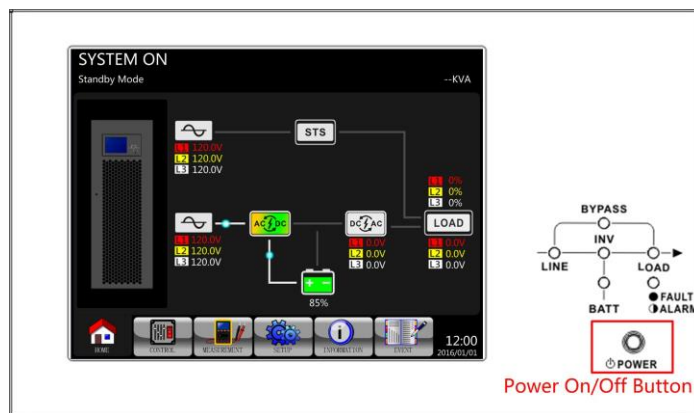 SYSTEM ON
Standby Mode
--KVA
STS
L1 120.0V
L2 120.0V
L3 120.0V
L1 0%
L2 0%
L3 0%
AC DC
DC AC
LOAD
L1 120.0V
L2 120.0V
L3 120.0V
L1 0.0V
L2 0.0V
L3 0.0V
L1 0.0V
L2 0.0V
L3 0.0V
85%
HOME
CONTROL
MEASUREMENT
SETUP
INFORMATION
EVENT
12:00
2016/01/01
BYPASS
INV
LINE
LOAD
BATT
FAULT
ALARM
POWER
Power On/Off Button